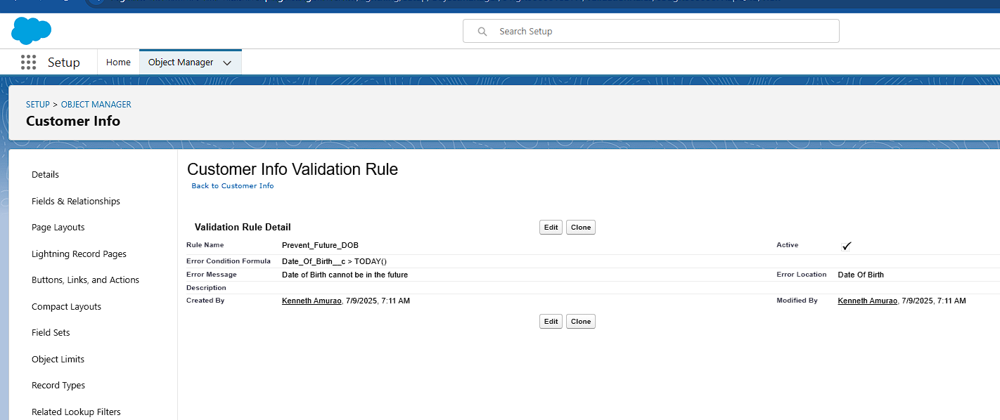 Search Setup
Setup Home Object Manager
SETUP > OBJECT MANAGER
Customer Info
Details
Fields & Relationships
Page Layouts
Lightning Record Pages
Buttons, Links, and Actions
Compact Layouts
Field Sets
Object Limits
Record Types
Related Lookup Filters
Customer Info Validation Rule
Back to Customer Info
Validation Rule Detail Edit Clone
Rule Name Prevent_Future_DOB Active
Error Condition Formula Date_Of_Birth__c > TODAY()
Error Message Date of Birth cannot be in the future Error Location Date Of Birth
Description
Created By Kenneth Amurao, 7/9/2025, 7:11 AM Modified By Kenneth Amurao, 7/9/2025, 7:11 AM
Edit Clone